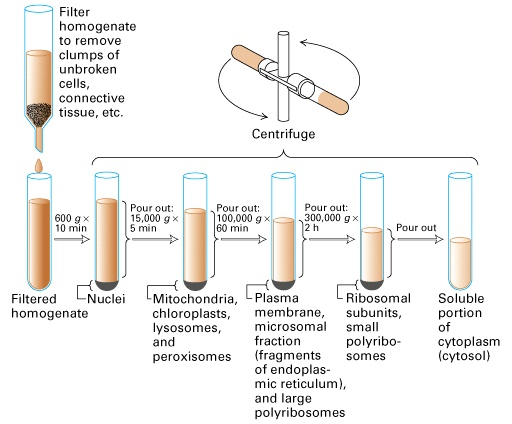 Filter
homogenate
to remove
clumps of
unbroken
cells,
connective
tissue, etc.
Centrifuge
600 g ×
10 min
Pour out:
15,000 g ×
5 min
Pour out:
100,000 g ×
60 min
Pour out:
300,000 g ×
2 h
Pour out
Filtered
homogenate
Nuclei
Mitochondria,
chloroplasts,
lysosomes,
and
peroxisomes
Plasma
membrane,
microsomal
fraction
(fragments
of endoplas-
mic reticulum),
and large
polyribosomes
Ribosomal
subunits,
small
polyribo-
somes
Soluble
portion
of
cytoplasm
(cytosol)